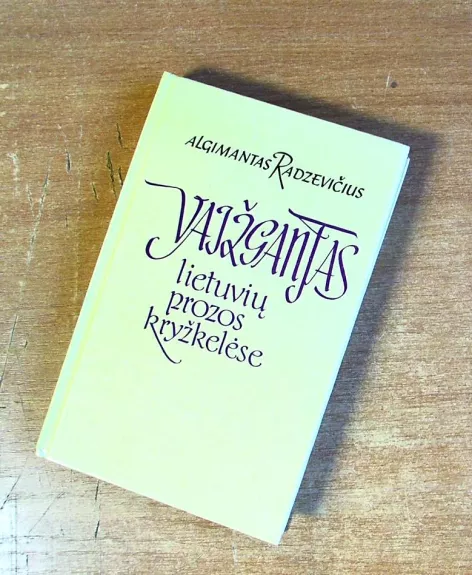 ALGIMANTAS RADZEVIČIUS
VAIŽGANTAS
lietuvių
prozos
kryžkelėse